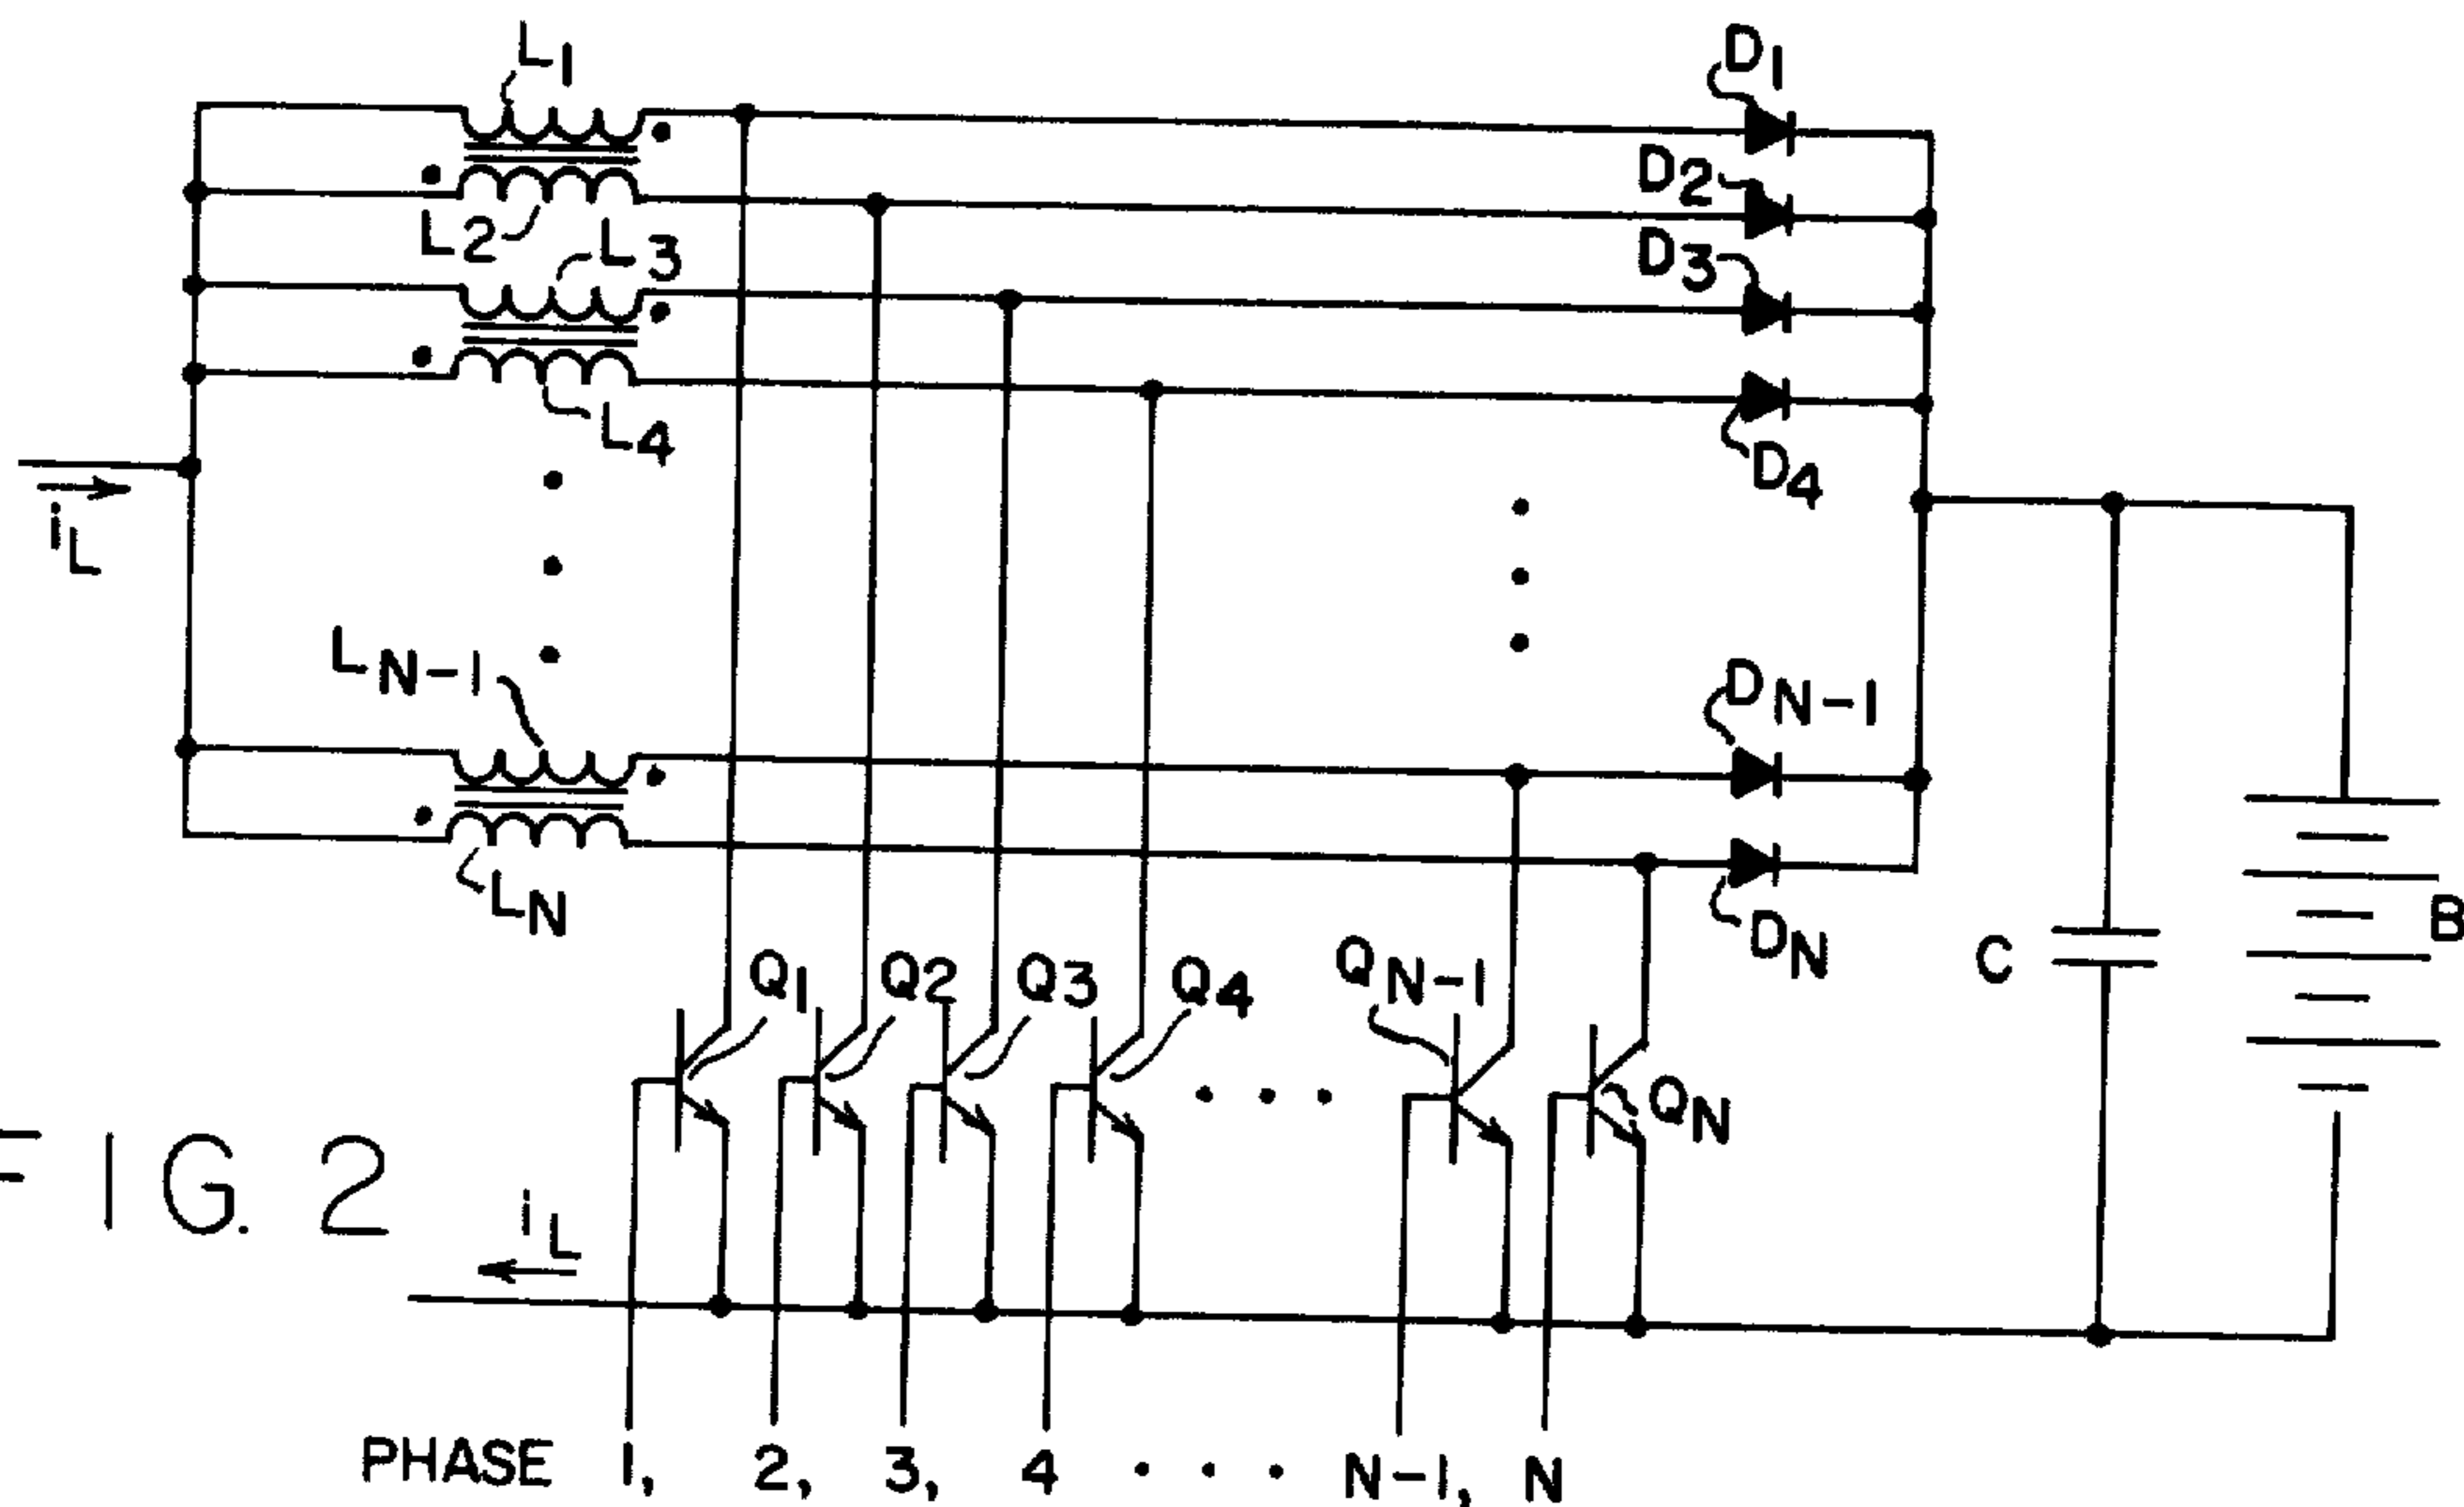 L1
D1
D2
L2
L3
D3
L4
D4
iL
LN-1
DN-1
LN
DN
B
C
Q1
Q2
Q3
Q4
QN-1
QN
FIG. 2
iL
PHASE 1, 2, 3, 4 . . . N-1, N